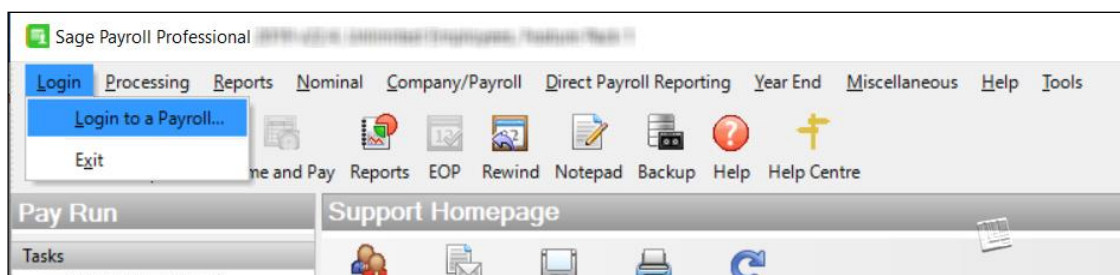 Sage Payroll Professional
Login Processing Reports Nominal Company/Payroll Direct Payroll Reporting Year End Miscellaneous Help Tools
Login to a Payroll...
Exit
me and Pay Reports EOP Rewind Notepad Backup Help Help Centre
Pay Run Support Homepage
Tasks